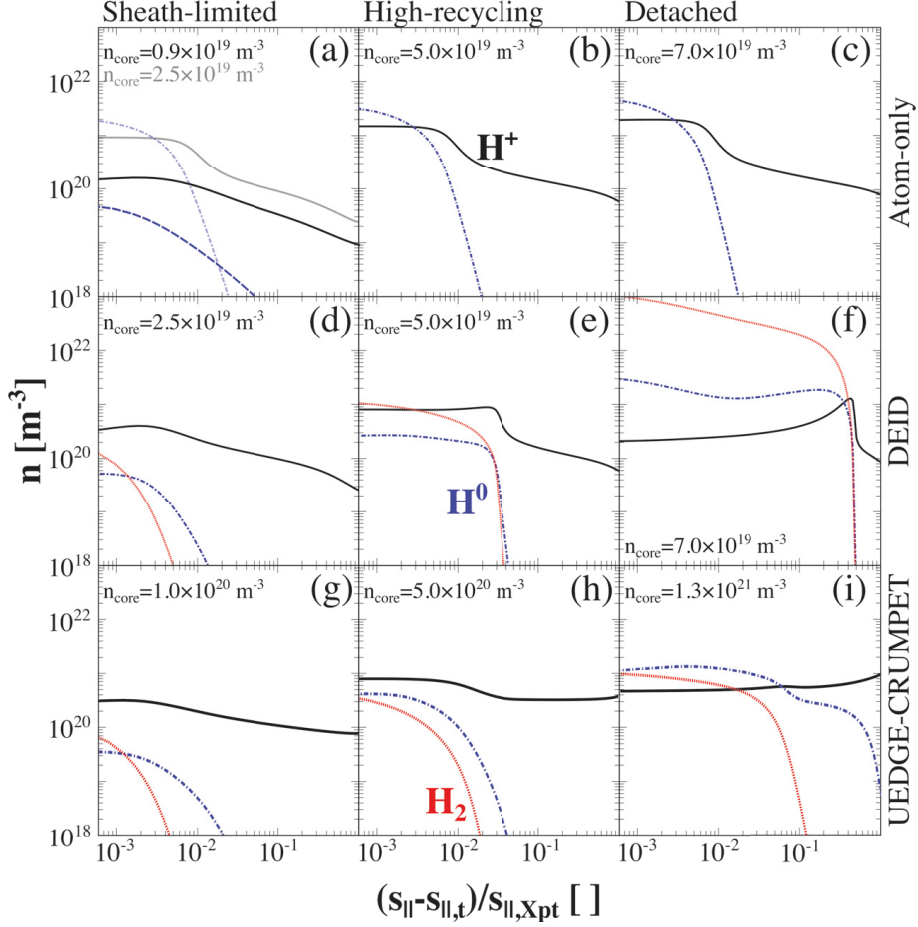 Sheath-limited
High-recycling
Detached
n_core=0.9×10^19 m^-3
n_core=2.5×10^19 m^-3
(a)
n_core=5.0×10^19 m^-3
(b)
n_core=7.0×10^19 m^-3
(c)
10^22
10^20
10^18
H^+
Atom-only
n_core=2.5×10^19 m^-3
(d)
n_core=5.0×10^19 m^-3
(e)
(f)
n_core=7.0×10^19 m^-3
10^22
10^20
10^18
H^0
DEID
n [m^-3]
n_core=1.0×10^20 m^-3
(g)
n_core=5.0×10^20 m^-3
(h)
n_core=1.3×10^21 m^-3
(i)
10^22
10^20
10^18
H_2
UEDGE-CRUMPET
10^-3
10^-2
10^-1
10^-3
10^-2
10^-1
10^-3
10^-2
10^-1
(s_||-s_||,t)/s_||,Xpt [ ]